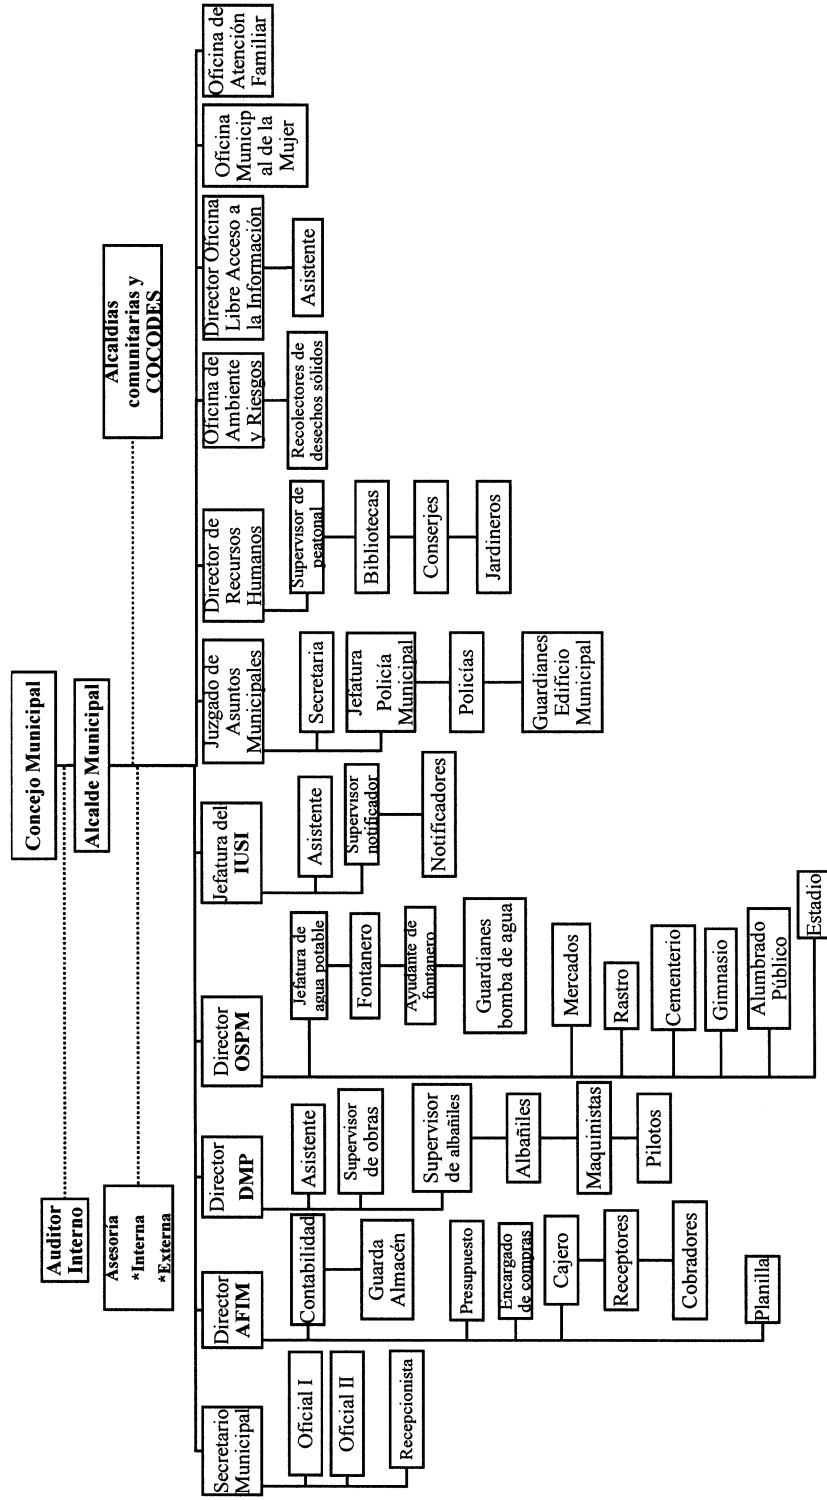 Concejo Municipal
Alcalde Municipal
Auditor
Interno
Asesoría
*Interna
*Externa
Alcaldías
comunitarias y
COCODES
Secretario
Municipal
Oficial I
Oficial II
Recepcionista
Director
AFIM
Contabilidad
Guarda
Almacén
Presupuesto
Encargado
de compras
Cajero
Receptores
Cobradores
Planilla
Director
DMP
Asistente
Supervisor
de obras
Supervisor
de albañiles
Albañiles
Maquinistas
Pilotos
Director
OSPM
Jefatura de
agua potable
Fontanero
Ayudante de
fontanero
Guardianes
bomba de agua
Mercados
Rastro
Cementerio
Gimnasio
Alumbrado
Público
Estadio
Jefatura del
IUSI
Asistente
Supervisor
notificador
Notificadores
Juzgado de
Asuntos
Municipales
Secretaria
Jefatura
Policía
Municipal
Policías
Guardianes
Edificio
Municipal
Director de
Recursos
Humanos
Supervisor de
peatonal
Bibliotecas
Conserjes
Jardineros
Oficina de
Ambiente
y Riesgos
Recolectores de
desechos sólidos
Director Oficina
Libre Acceso a
la Información
Asistente
Oficina
Municip
al de la
Mujer
Oficina de
Atención
Familiar